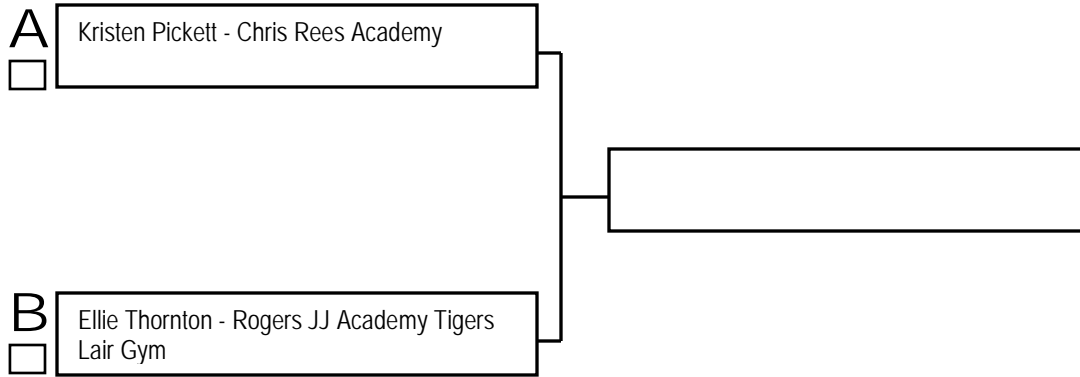 A
Kristen Pickett - Chris Rees Academy
B
Ellie Thornton - Rogers JJ Academy Tigers
Lair Gym